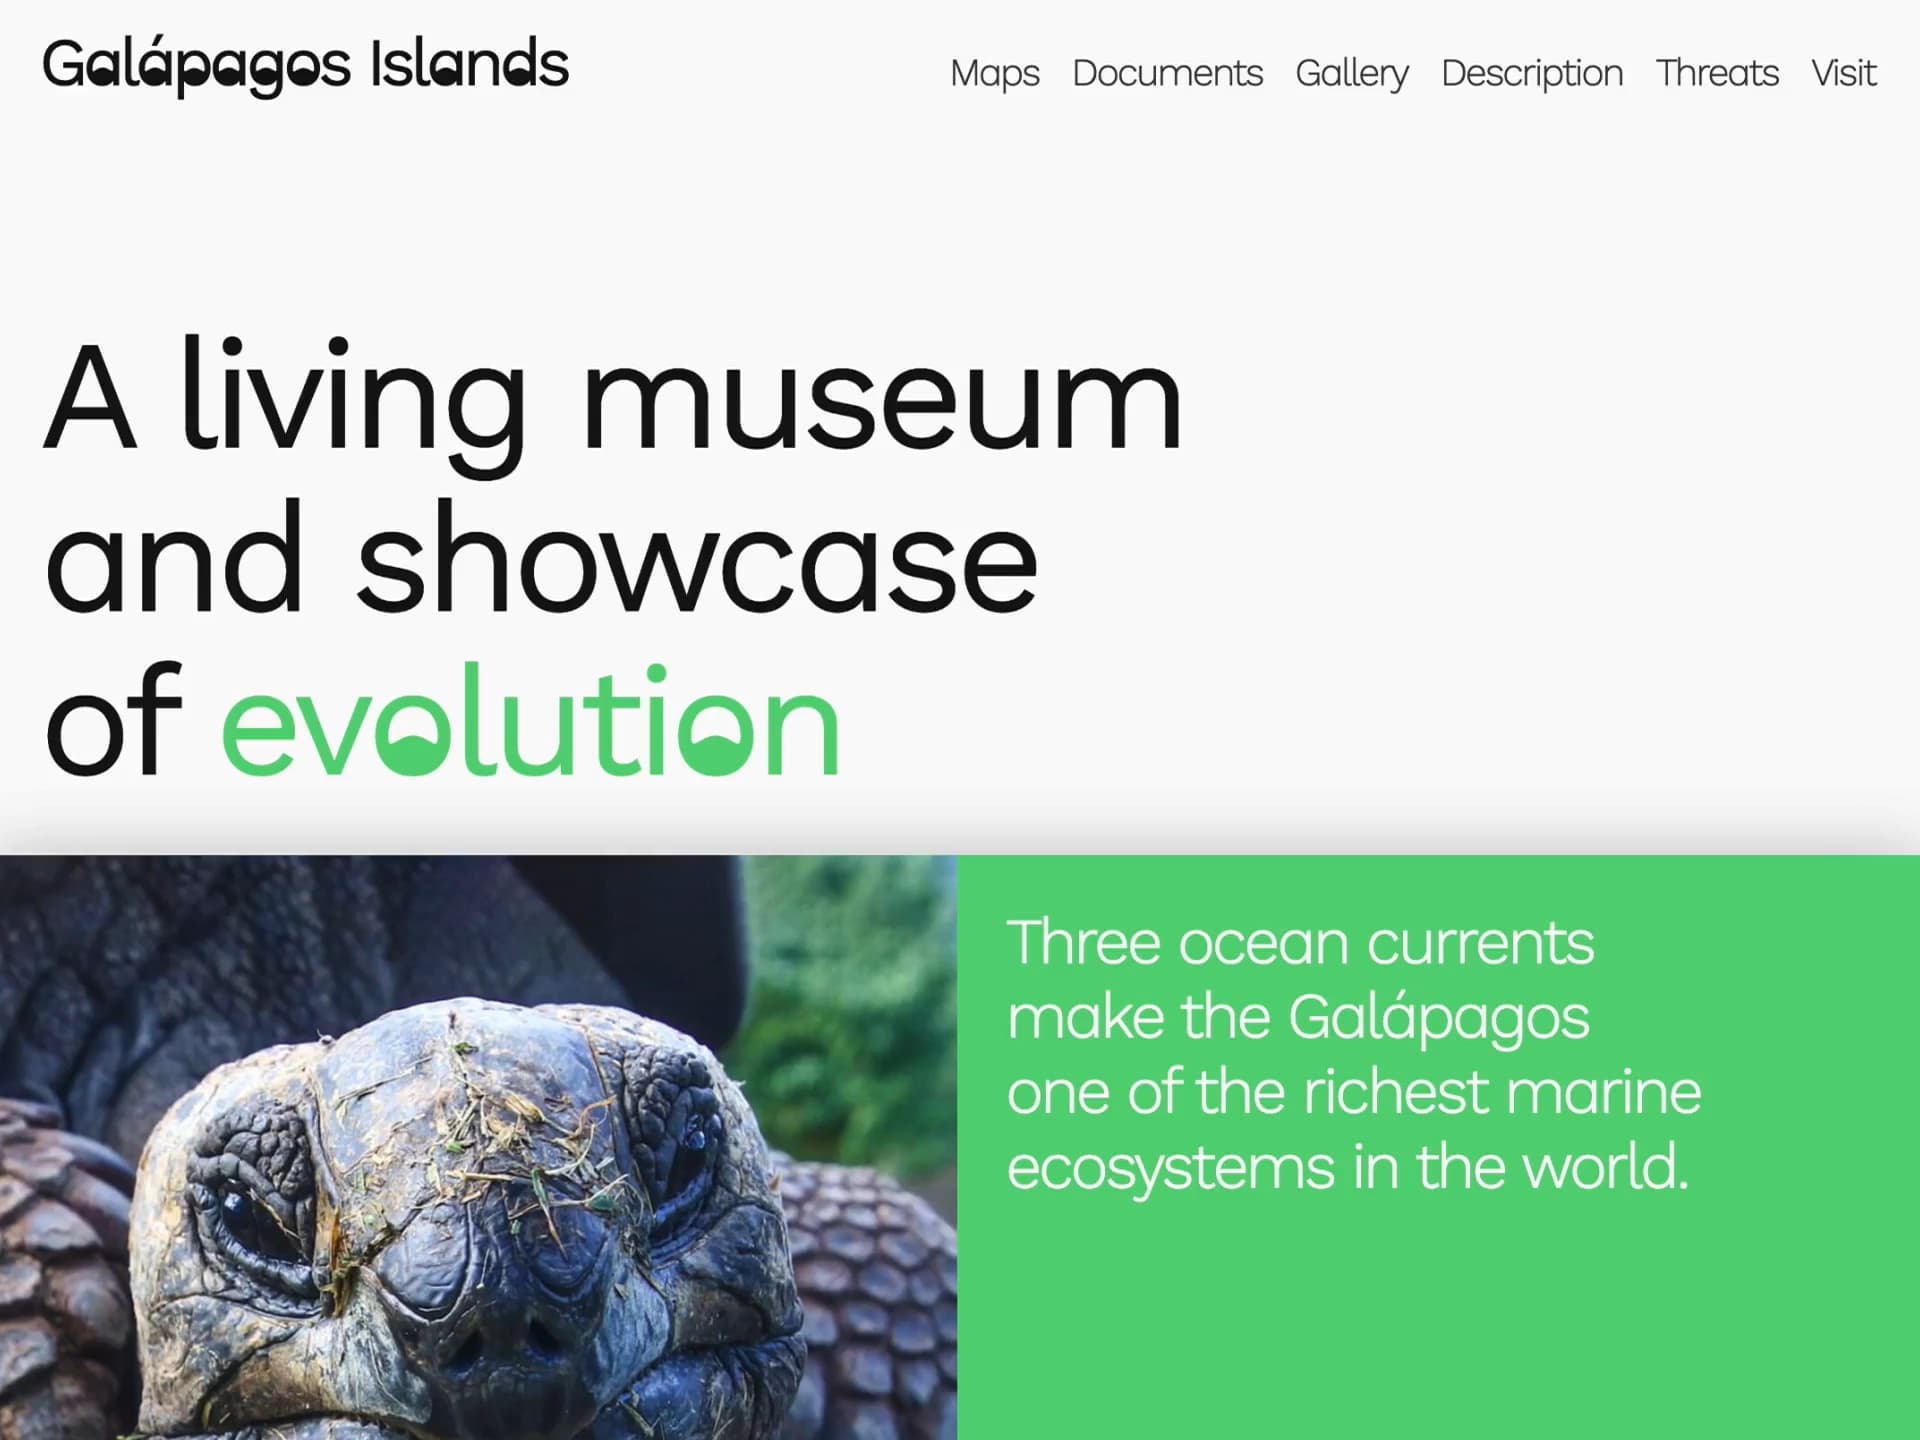 Galápagos Islands
Maps Documents Gallery Description Threats Visit
A living museum
and showcase
of evolution
Three ocean currents
make the Galápagos
one of the richest marine
ecosystems in the world.